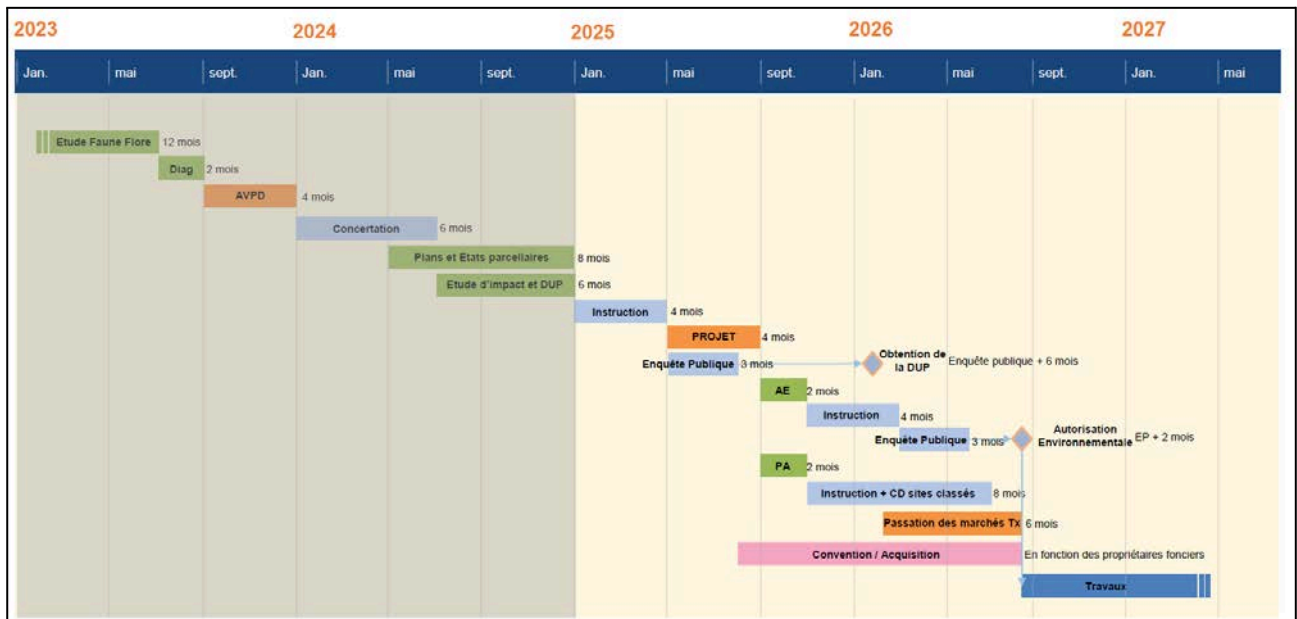 2023 2024 2025 2026 2027
Jan. mai sept. Jan. mai sept. Jan. mai sept. Jan. mai sept. Jan. mai
Etude Faune Flore 12 mois
Diag 2 mois
AVPD 4 mois
Concertation 6 mois
Plans et Etats parcellaires 8 mois
Etude d'impact et DUP 6 mois
Instruction 4 mois
PROJET 4 mois
Enquête Publique 3 mois
Obtention de
la DUP
Enquête publique + 6 mois
AE 2 mois
Instruction 4 mois
Enquête Publique 3 mois
Autorisation
Environnementale
EP + 2 mois
PA 2 mois
Instruction + CD sites classés 8 mois
Passation des marchés Tx 6 mois
Convention / Acquisition En fonction des propriétaires fonciers
Travaux